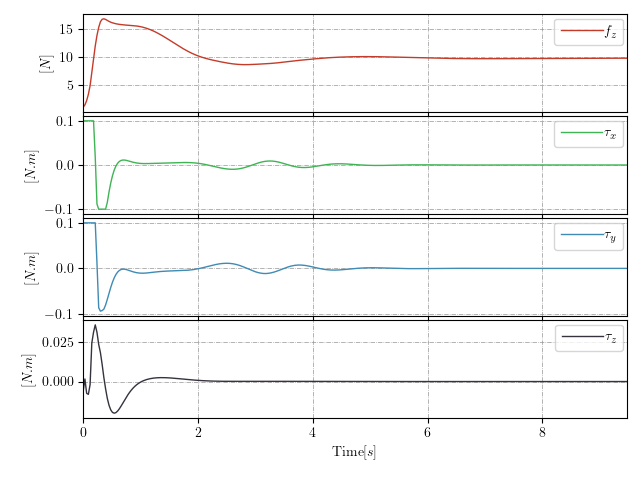 15
10
5
[N]
f_z
0.1
0.0
−0.1
[N.m]
τ_x
0.1
0.0
−0.1
[N.m]
τ_y
0.025
0.000
[N.m]
τ_z
0 2 4 6 8
Time[s]